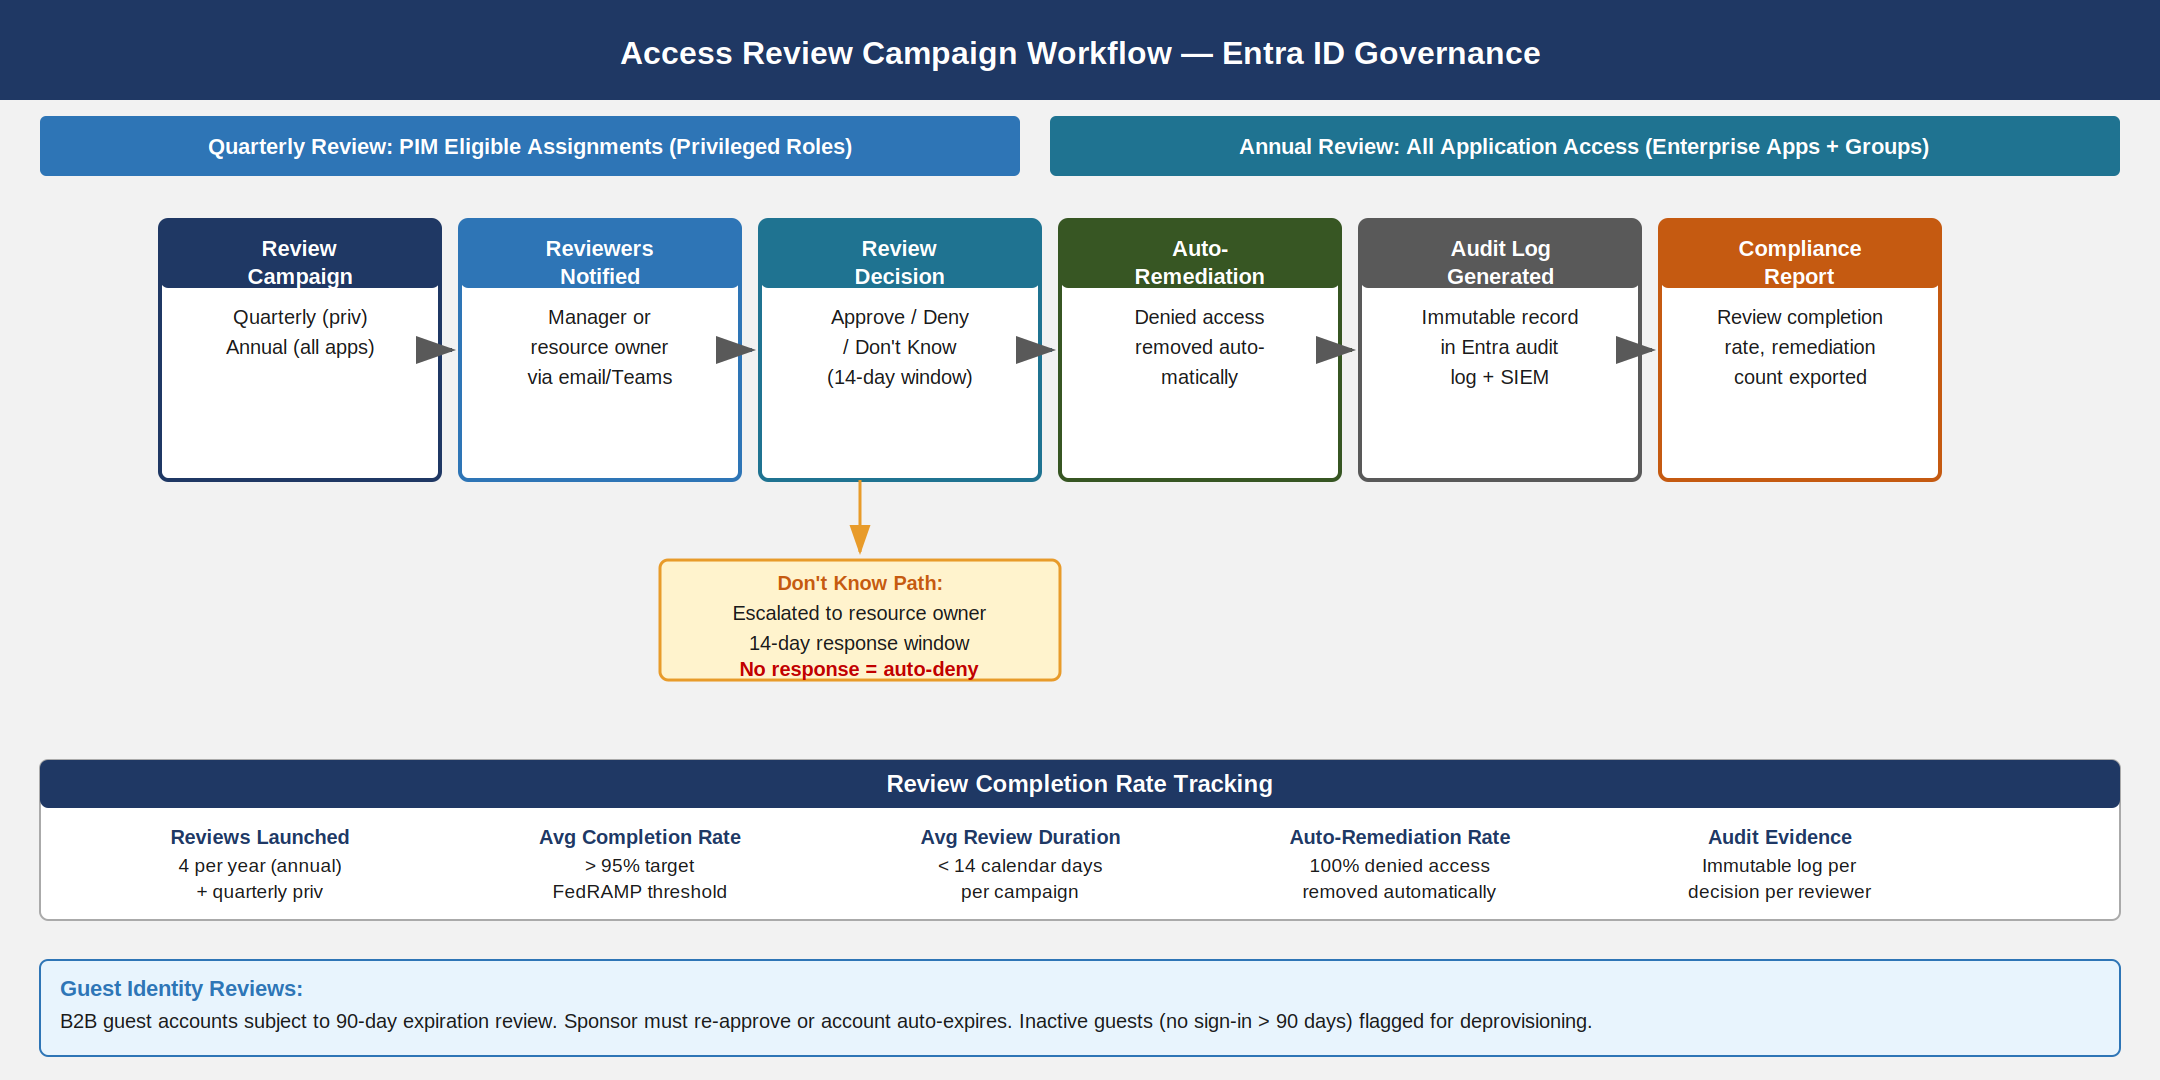 Access Review Campaign Workflow — Entra ID Governance
Quarterly Review: PIM Eligible Assignments (Privileged Roles)
Annual Review: All Application Access (Enterprise Apps + Groups)
Review
Campaign
Quarterly (priv)
Annual (all apps)
Reviewers
Notified
Manager or
resource owner
via email/Teams
Review
Decision
Approve / Deny
/ Don't Know
(14-day window)
Auto-
Remediation
Denied access
removed auto-
matically
Audit Log
Generated
Immutable record
in Entra audit
log + SIEM
Compliance
Report
Review completion
rate, remediation
count exported
Don't Know Path:
Escalated to resource owner
14-day response window
No response = auto-deny
Review Completion Rate Tracking
Reviews Launched
4 per year (annual)
+ quarterly priv
Avg Completion Rate
> 95% target
FedRAMP threshold
Avg Review Duration
< 14 calendar days
per campaign
Auto-Remediation Rate
100% denied access
removed automatically
Audit Evidence
Immutable log per
decision per reviewer
Guest Identity Reviews:
B2B guest accounts subject to 90-day expiration review. Sponsor must re-approve or account auto-expires. Inactive guests (no sign-in > 90 days) flagged for deprovisioning.